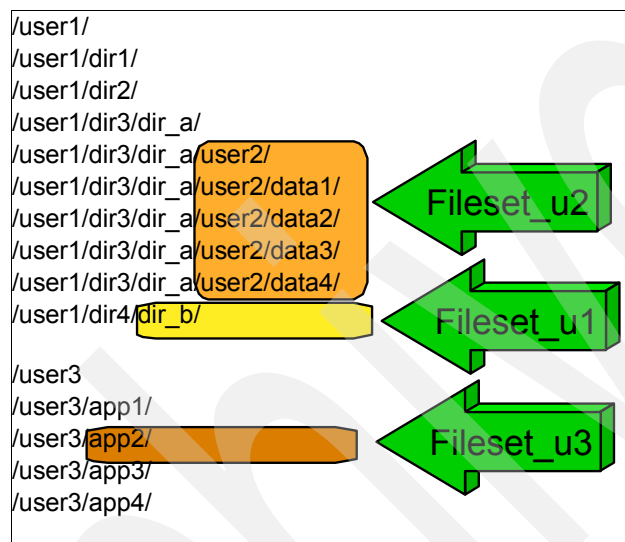 /user1/
/user1/dir1/
/user1/dir2/
/user1/dir3/dir_a/
/user1/dir3/dir_a/user2/
/user1/dir3/dir_a/user2/data1/
/user1/dir3/dir_a/user2/data2/
/user1/dir3/dir_a/user2/data3/
/user1/dir3/dir_a/user2/data4/
/user1/dir4/dir_b/
/user3
/user3/app1/
/user3/app2/
/user3/app3/
/user3/app4/
Fileset_u2
Fileset_u1
Fileset_u3